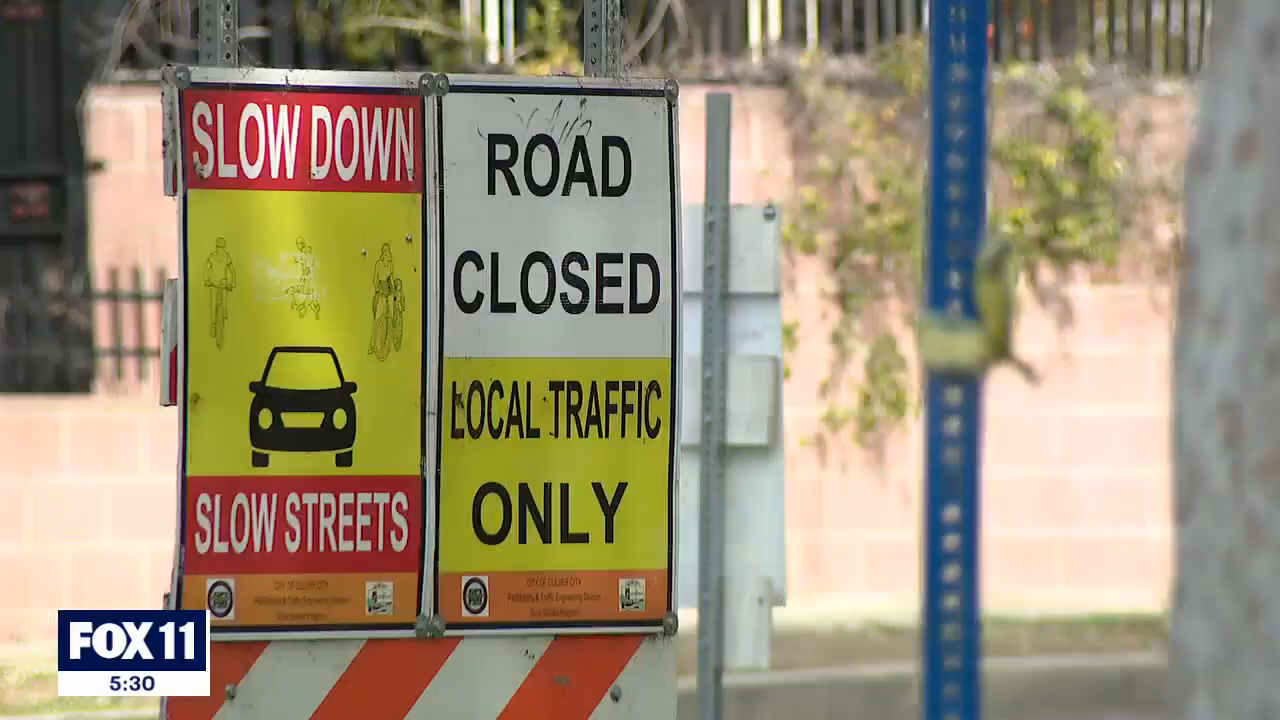 SLOW DOWN
SLOW STREETS
CITY OF CULVER CITY
ROAD
CLOSED
LOCAL TRAFFIC
ONLY
CITY OF CULVER CITY
FOX 11
5:30